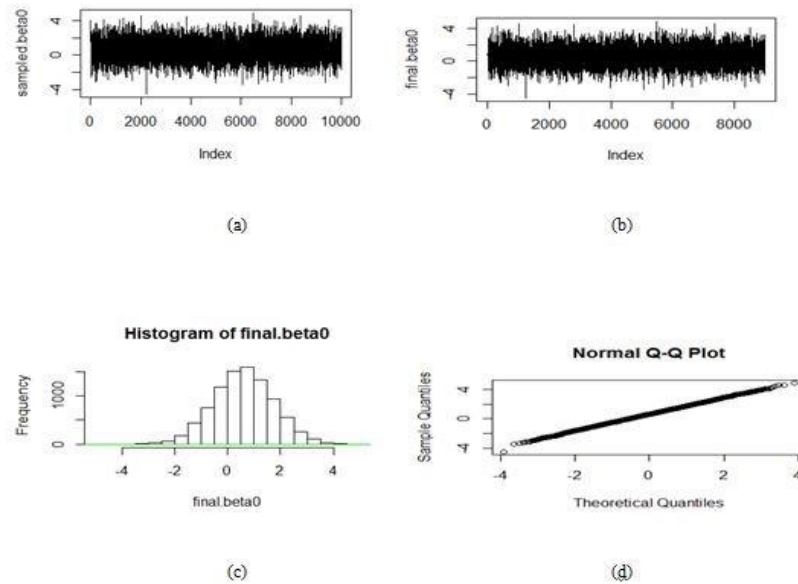 sampled.beta0
4
0
-4
0 2000 4000 6000 8000 10000
Index
(a)
final.beta0
4
0
-4
0 2000 4000 6000 8000
Index
(b)
Histogram of final.beta0
Frequency
1000
0
-4 -2 0 2 4
final.beta0
(c)
Normal Q-Q Plot
Sample Quantiles
4
0
-4
-4 -2 0 2 4
Theoretical Quantiles
(d)